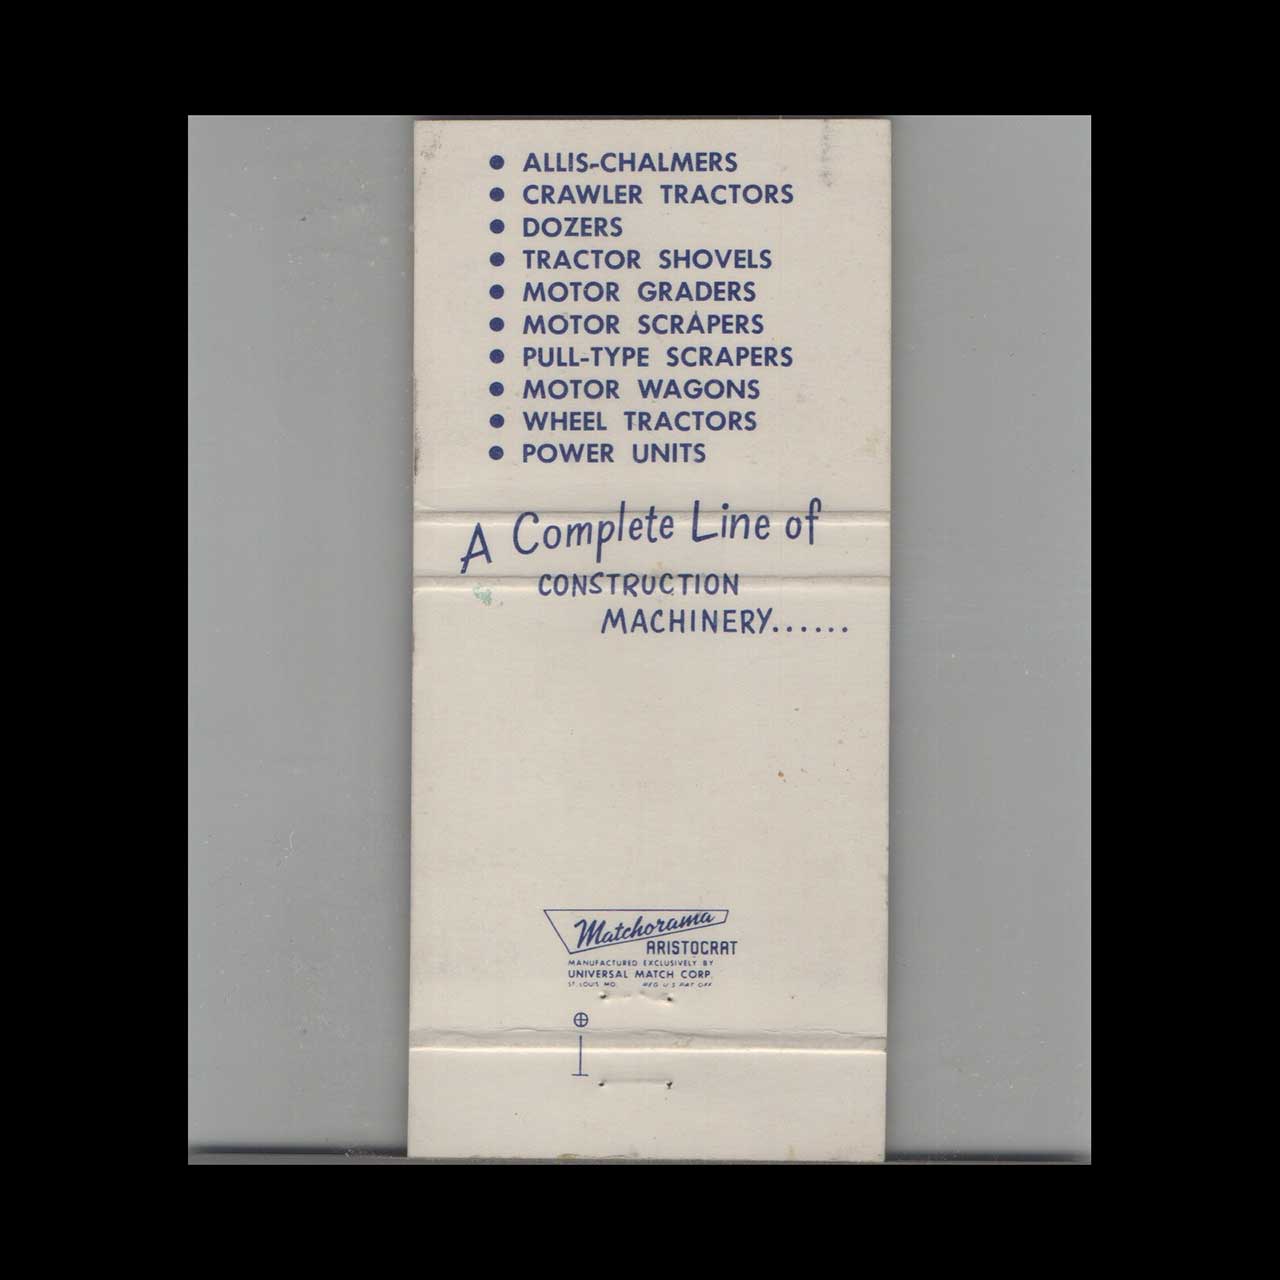 • ALLIS-CHALMERS
• CRAWLER TRACTORS
• DOZERS
• TRACTOR SHOVELS
• MOTOR GRADERS
• MOTOR SCRAPERS
• PULL-TYPE SCRAPERS
• MOTOR WAGONS
• WHEEL TRACTORS
• POWER UNITS
A Complete Line of
CONSTRUCTION
MACHINERY......
Matchorama
ARISTOCRAT
MANUFACTURED EXCLUSIVELY BY
UNIVERSAL MATCH CORP.
ST. LOUIS MO. REG U S PAT OFF